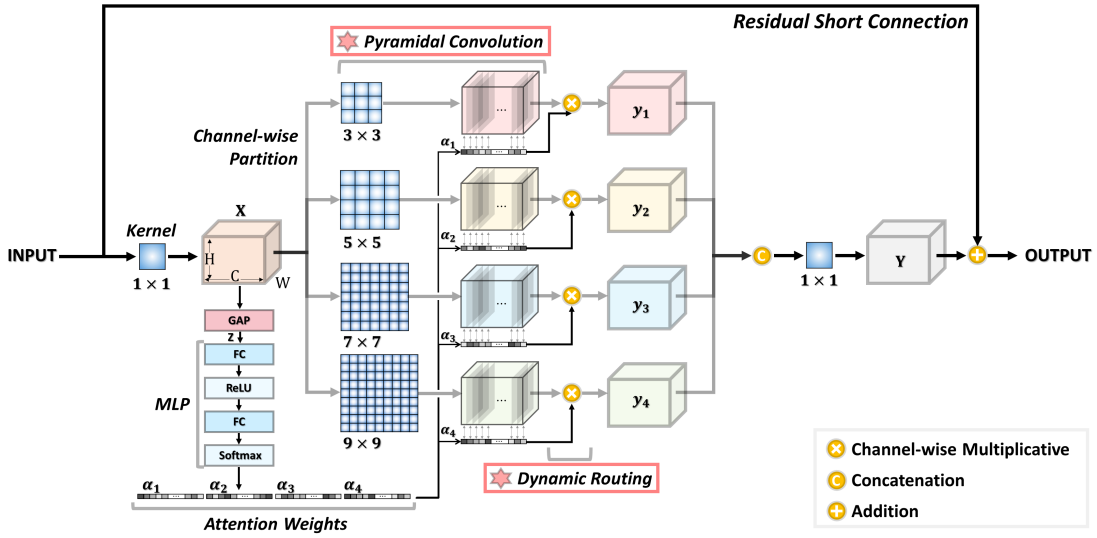 Residual Short Connection
Pyramidal Convolution
3 × 3
...
y₁
Channel-wise
Partition
α₁
...
5 × 5
...
y₂
α₂
...
INPUT
Kernel
1 × 1
X
H
C
W
C
1 × 1
Y
OUTPUT
7 × 7
...
y₃
α₃
...
GAP
Z
FC
ReLU
FC
Softmax
MLP
9 × 9
...
y₄
α₄
...
Dynamic Routing
α₁ α₂ α₃ α₄
... ... ... ...
Attention Weights
Channel-wise Multiplicative
C Concatenation
Addition